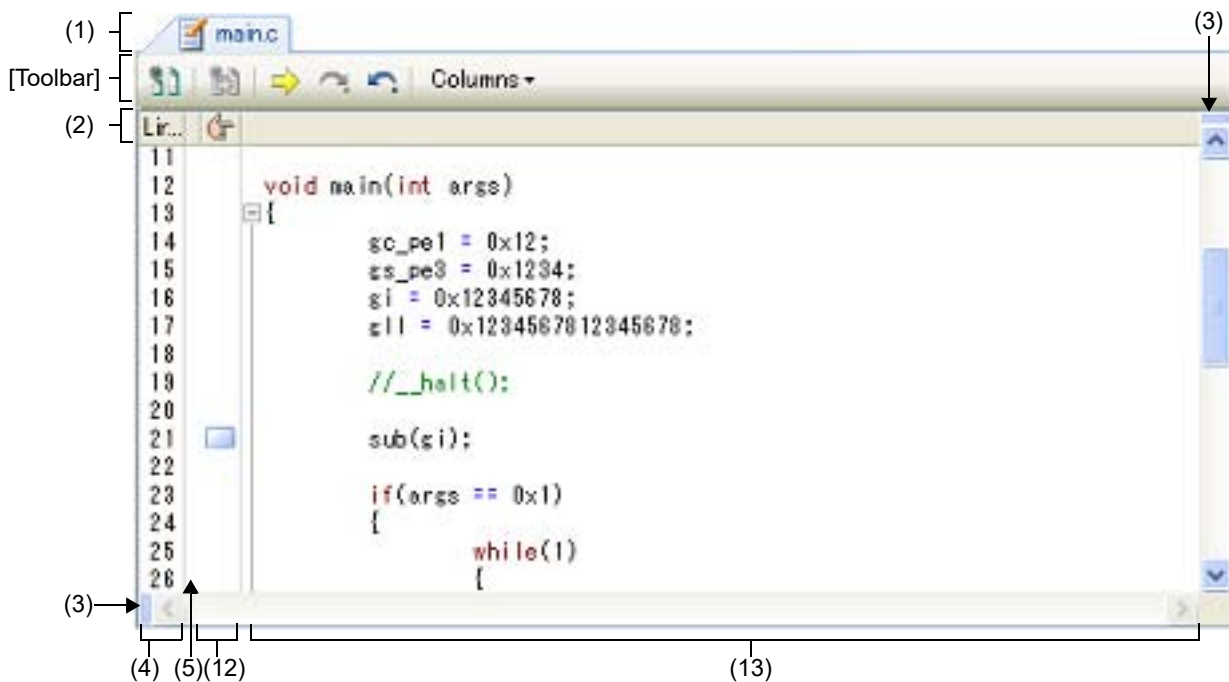 (1)
main.c
(3)
[Toolbar]
Columns
(2)
Lir...
11
12 void main(int args)
13 {
14 gc_pe1 = 0x12;
15 gs_pe3 = 0x1234;
16 gi = 0x12345678;
17 gll = 0x1234567812345678;
18
19 //__halt();
20
21 sub(gi);
22
23 if(args == 0x1)
24 {
25 while(1)
26 {
(3)
(4) (5)(12) (13)